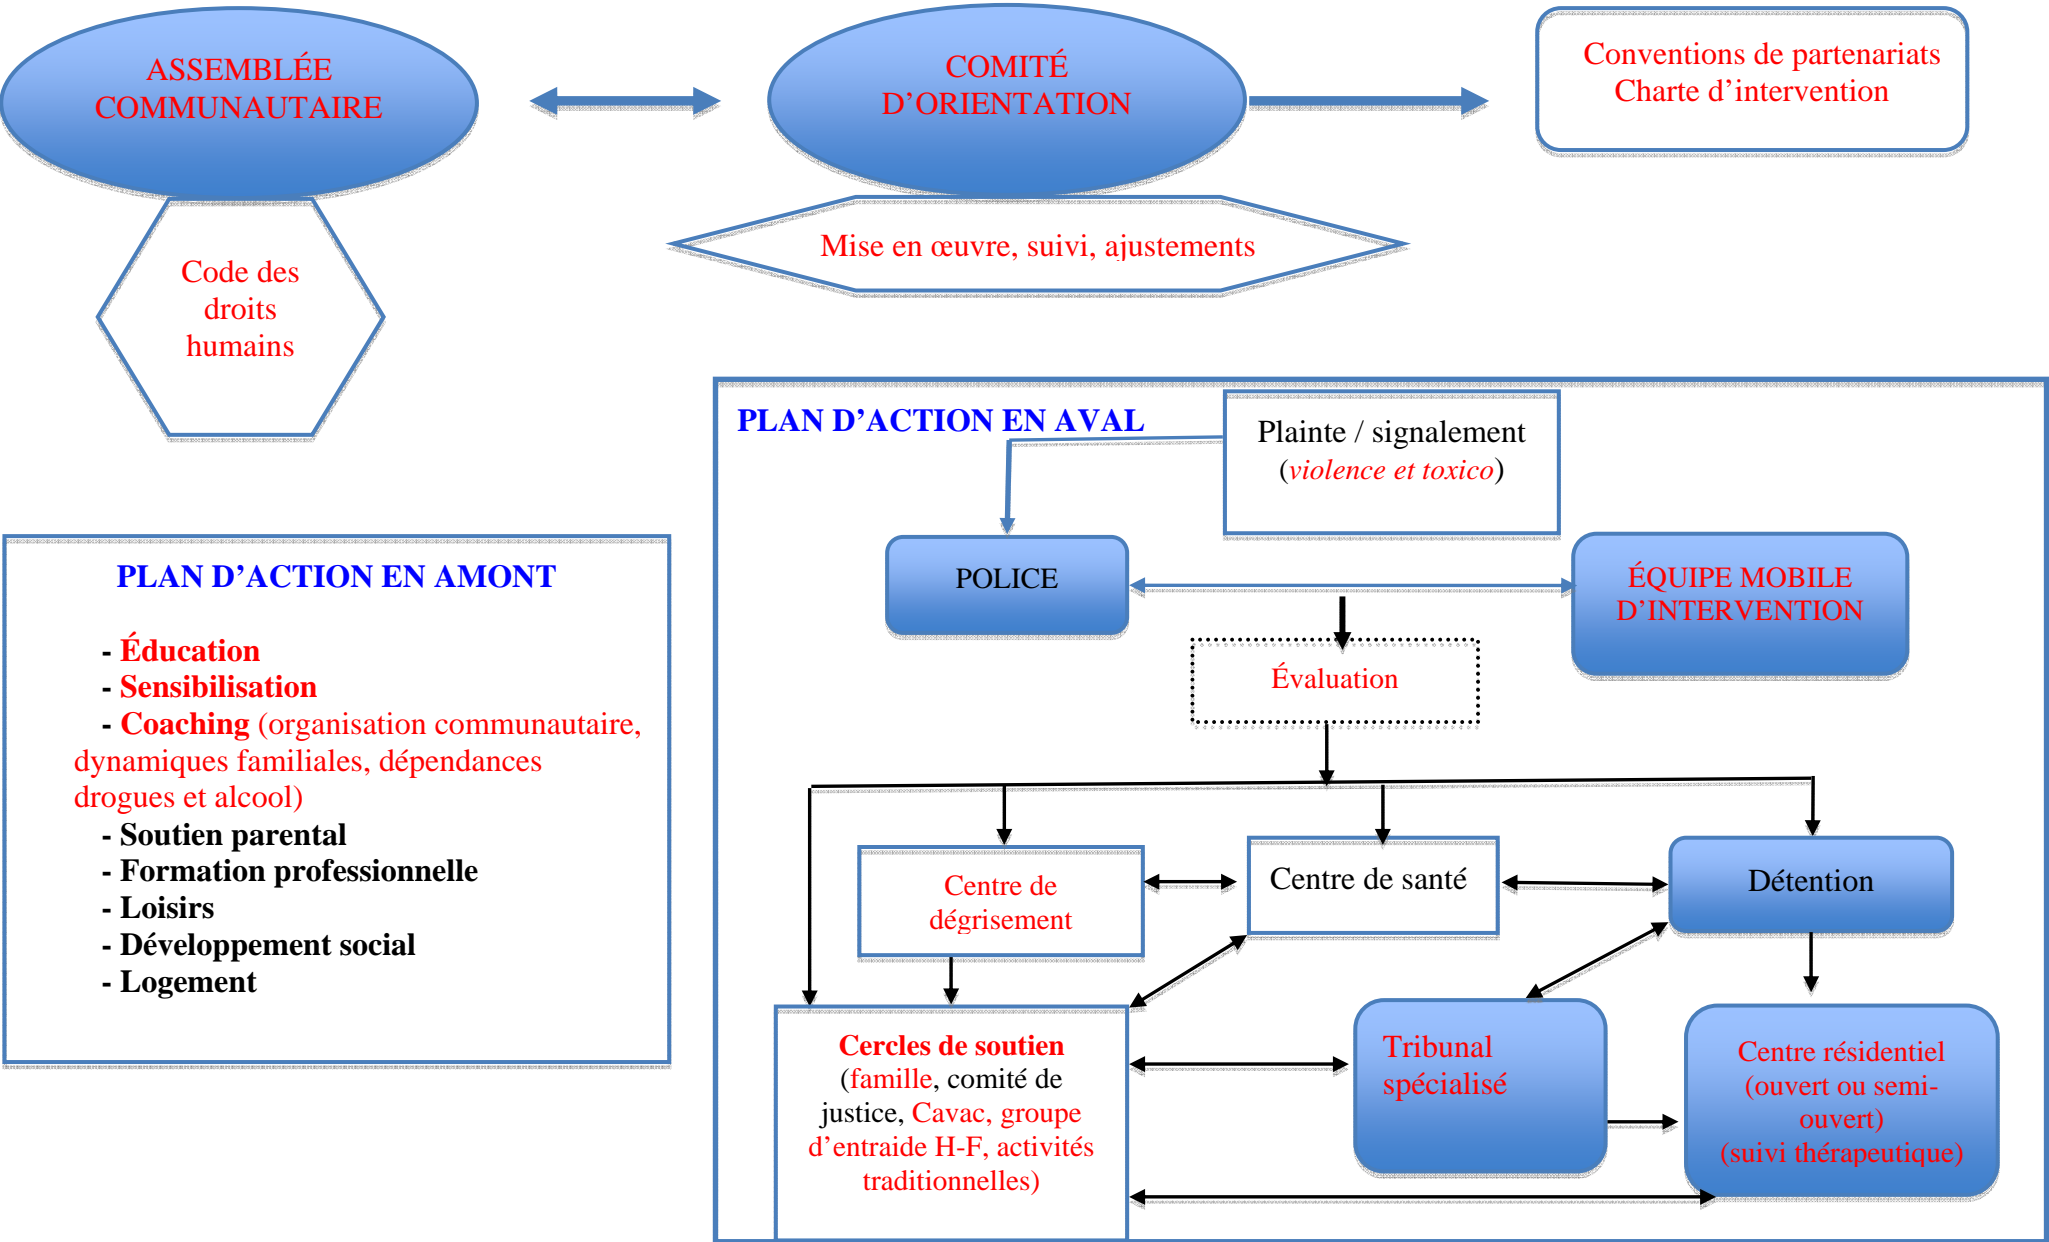 ASSEMBLÉE
COMMUNAUTAIRE
COMITÉ
D’ORIENTATION
Conventions de partenariats
Charte d’intervention
Code des
droits
humains
Mise en œuvre, suivi, ajustements
PLAN D’ACTION EN AMONT
- Éducation
- Sensibilisation
- Coaching (organisation communautaire,
dynamiques familiales, dépendances
drogues et alcool)
- Soutien parental
- Formation professionnelle
- Loisirs
- Développement social
- Logement
PLAN D’ACTION EN AVAL
Plainte / signalement
(violence et toxico)
POLICE
ÉQUIPE MOBILE
D’INTERVENTION
Évaluation
Centre de
dégrisement
Centre de santé
Détention
Cercles de soutien
(famille, comité de
justice, Cavac, groupe
d’entraide H-F, activités
traditionnelles)
Tribunal
spécialisé
Centre résidentiel
(ouvert ou semi-
ouvert)
(suivi thérapeutique)